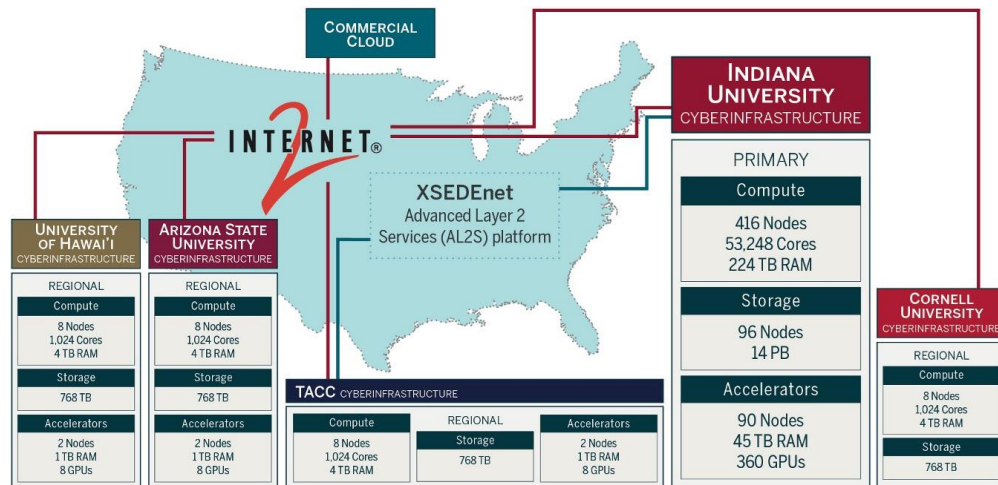 COMMERCIAL
CLOUD
INTERNET®
2
XSEDEnet
Advanced Layer 2
Services (AL2S) platform
INDIANA
UNIVERSITY
CYBERINFRASTRUCTURE
PRIMARY
Compute
416 Nodes
53,248 Cores
224 TB RAM
Storage
96 Nodes
14 PB
Accelerators
90 Nodes
45 TB RAM
360 GPUs
UNIVERSITY
OF HAWAI'I
CYBERINFRASTRUCTURE
REGIONAL
Compute
8 Nodes
1,024 Cores
4 TB RAM
Storage
768 TB
Accelerators
2 Nodes
1 TB RAM
8 GPUs
ARIZONA STATE
UNIVERSITY
CYBERINFRASTRUCTURE
REGIONAL
Compute
8 Nodes
1,024 Cores
4 TB RAM
Storage
768 TB
Accelerators
2 Nodes
1 TB RAM
8 GPUs
TACC CYBERINFRASTRUCTURE
REGIONAL
Compute
8 Nodes
1,024 Cores
4 TB RAM
Storage
768 TB
Accelerators
2 Nodes
1 TB RAM
8 GPUs
CORNELL
UNIVERSITY
CYBERINFRASTRUCTURE
REGIONAL
Compute
8 Nodes
1,024 Cores
4 TB RAM
Storage
768 TB